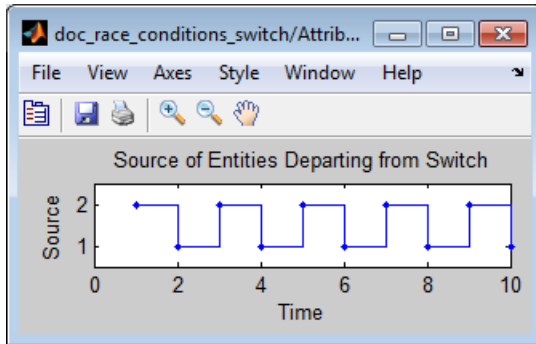 doc_race_conditions_switch/Attrib...
File View Axes Style Window Help
Source of Entities Departing from Switch
Source
2
1
0 2 4 6 8 10
Time